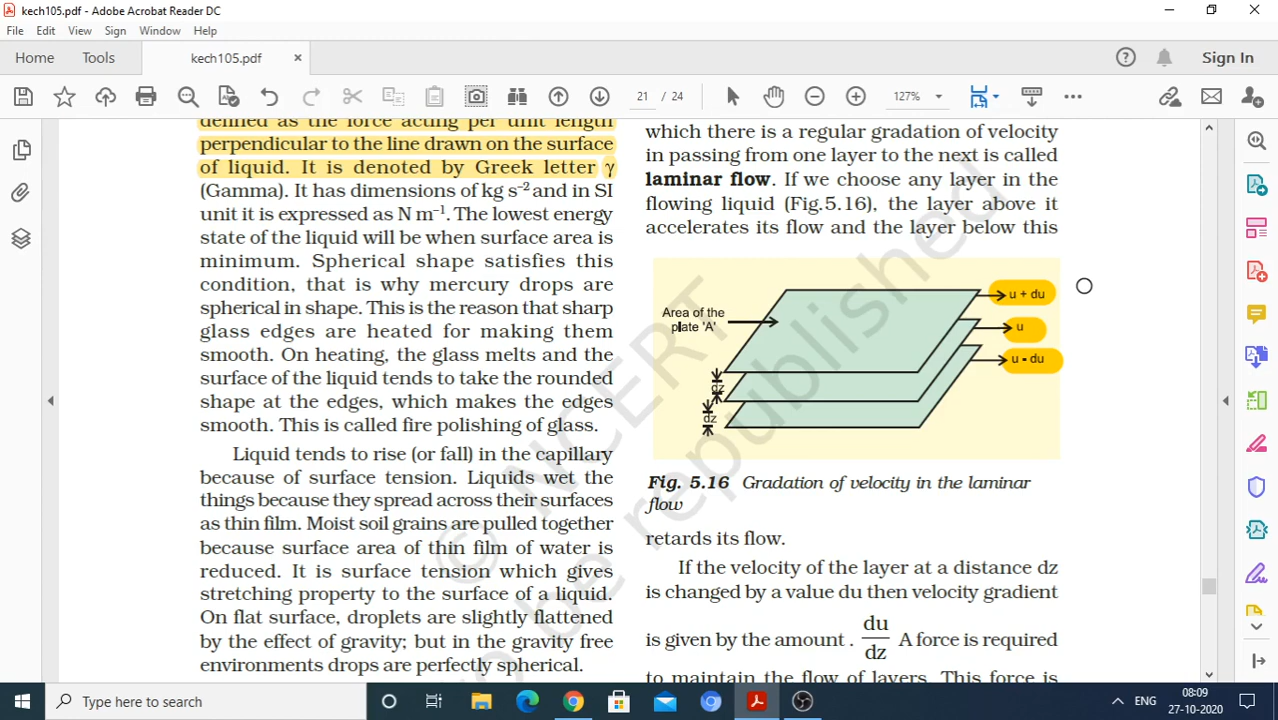 kech105.pdf - Adobe Acrobat Reader DC
File Edit View Sign Window Help
Home Tools kech105.pdf × Sign In
21 / 24 127%
defined as the force acting per unit length
perpendicular to the line drawn on the surface
of liquid. It is denoted by Greek letter γ
(Gamma). It has dimensions of kg s⁻² and in SI
unit it is expressed as N m⁻¹. The lowest energy
state of the liquid will be when surface area is
minimum. Spherical shape satisfies this
condition, that is why mercury drops are
spherical in shape. This is the reason that sharp
glass edges are heated for making them
smooth. On heating, the glass melts and the
surface of the liquid tends to take the rounded
shape at the edges, which makes the edges
smooth. This is called fire polishing of glass.
Liquid tends to rise (or fall) in the capillary
because of surface tension. Liquids wet the
things because they spread across their surfaces
as thin film. Moist soil grains are pulled together
because surface area of thin film of water is
reduced. It is surface tension which gives
stretching property to the surface of a liquid.
On flat surface, droplets are slightly flattened
by the effect of gravity; but in the gravity free
environments drops are perfectly spherical.
which there is a regular gradation of velocity
in passing from one layer to the next is called
laminar flow. If we choose any layer in the
flowing liquid (Fig.5.16), the layer above it
accelerates its flow and the layer below this
Area of the
plate 'A'
u + du
u
u - du
dz
dz
Fig. 5.16 Gradation of velocity in the laminar
flow
retards its flow.
If the velocity of the layer at a distance dz
is changed by a value du then velocity gradient
is given by the amount . du/dz A force is required
to maintain the flow of layers. This force is
© NCERT
to be republished
Type here to search
ENG
08:09
27-10-2020